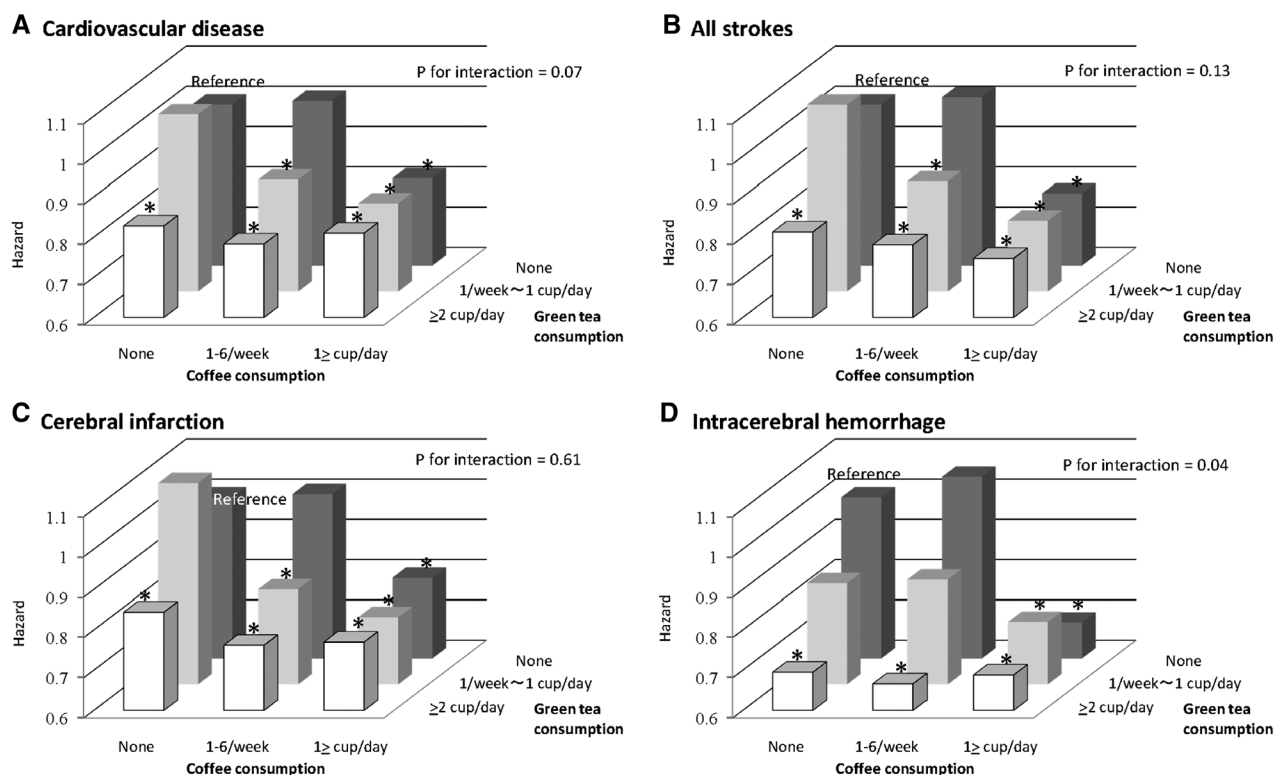 A Cardiovascular disease
P for interaction = 0.07
Reference
*
*
*
*
*
*
1.1
1
0.9
0.8
0.7
0.6
Hazard
None
1/week~1 cup/day
≥2 cup/day
Green tea
consumption
None
1-6/week
1≥ cup/day
Coffee consumption
B All strokes
P for interaction = 0.13
Reference
*
*
*
*
*
*
1.1
1
0.9
0.8
0.7
0.6
Hazard
None
1/week~1 cup/day
≥2 cup/day
Green tea
consumption
None
1-6/week
1≥ cup/day
Coffee consumption
C Cerebral infarction
P for interaction = 0.61
Reference
*
*
*
*
*
*
1.1
1
0.9
0.8
0.7
0.6
Hazard
None
1/week~1 cup/day
≥2 cup/day
Green tea
consumption
None
1-6/week
1≥ cup/day
Coffee consumption
D Intracerebral hemorrhage
P for interaction = 0.04
Reference
*
*
*
*
*
1.1
1
0.9
0.8
0.7
0.6
Hazard
None
1/week~1 cup/day
≥2 cup/day
Green tea
consumption
None
1-6/week
1≥ cup/day
Coffee consumption